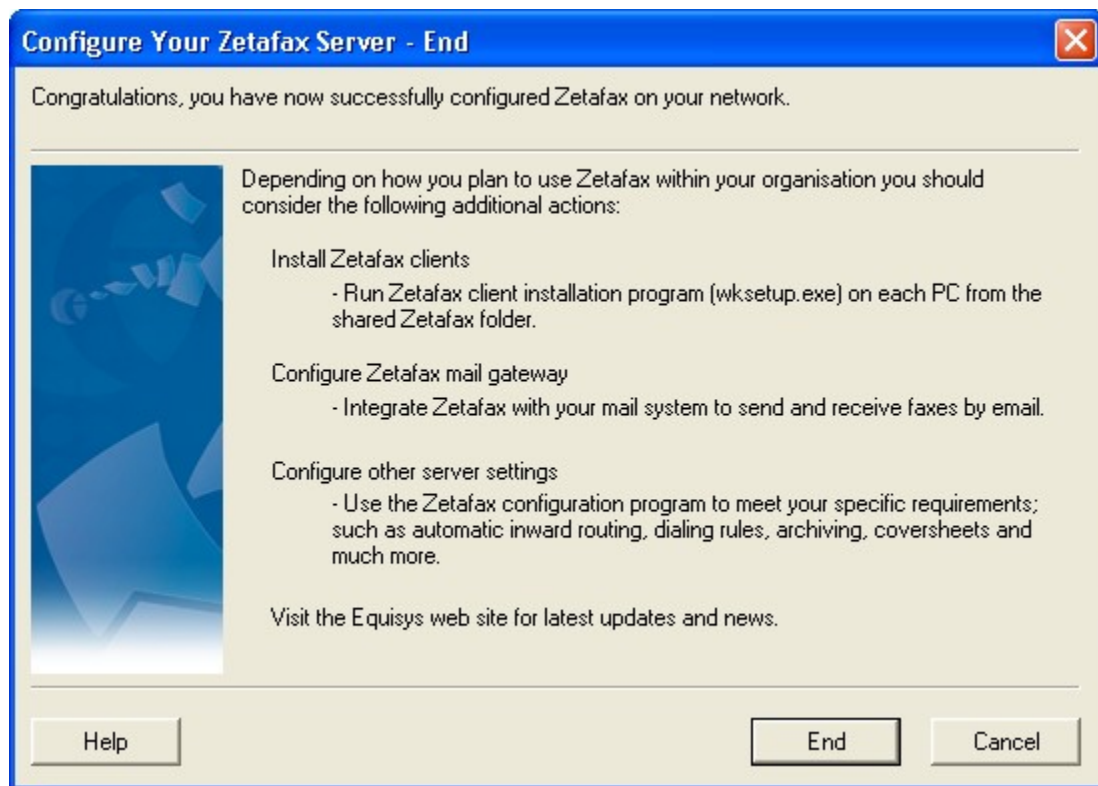 Configure Your Zetafax Server - End
Congratulations, you have now successfully configured Zetafax on your network.
Depending on how you plan to use Zetafax within your organisation you should
consider the following additional actions:
Install Zetafax clients
- Run Zetafax client installation program (wksetup.exe) on each PC from the
shared Zetafax folder.
Configure Zetafax mail gateway
- Integrate Zetafax with your mail system to send and receive faxes by email.
Configure other server settings
- Use the Zetafax configuration program to meet your specific requirements;
such as automatic inward routing, dialing rules, archiving, coversheets and
much more.
Visit the Equisys web site for latest updates and news.
Help
End
Cancel